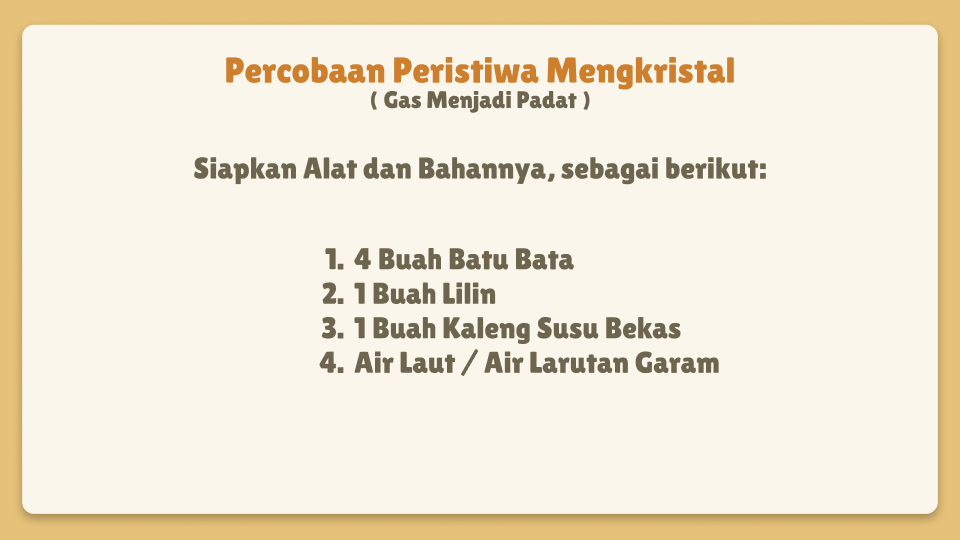 Percobaan Peristiwa Mengkristal
( Gas Menjadi Padat )
Siapkan Alat dan Bahannya, sebagai berikut:
1. 4 Buah Batu Bata
2. 1 Buah Lilin
3. 1 Buah Kaleng Susu Bekas
4. Air Laut / Air Larutan Garam